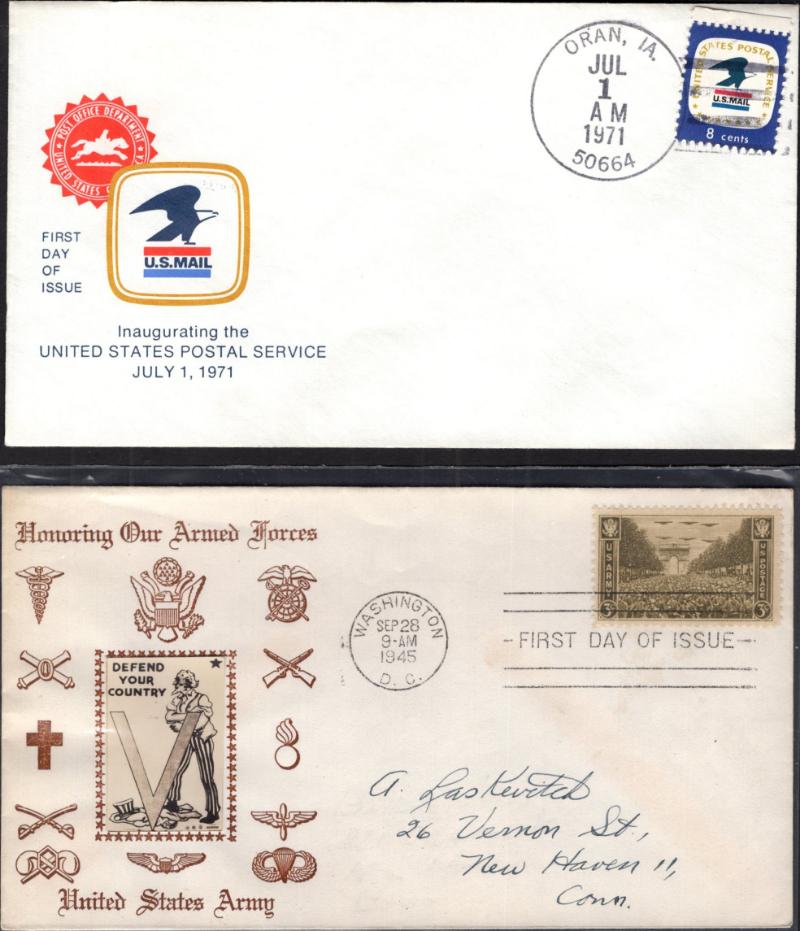 POST OFFICE DEPARTMENT
UNITED STATES
U.S.MAIL
FIRST
DAY
OF
ISSUE
Inaugurating the
UNITED STATES POSTAL SERVICE
JULY 1, 1971
ORAN, IA.
JUL
1
AM
1971
50664
UNITED STATES POSTAL SERVICE
U.S.MAIL
8 cents
Honoring Our Armed Forces
DEFEND
YOUR
COUNTRY
V
United States Army
WASHINGTON
SEP 28
9-AM
1945
D. C.
U S ARMY
U S POSTAGE
3¢
3¢
- FIRST DAY OF ISSUE -
A. Laskevitch
26 Vernon St.,
New Haven 11,
Conn.